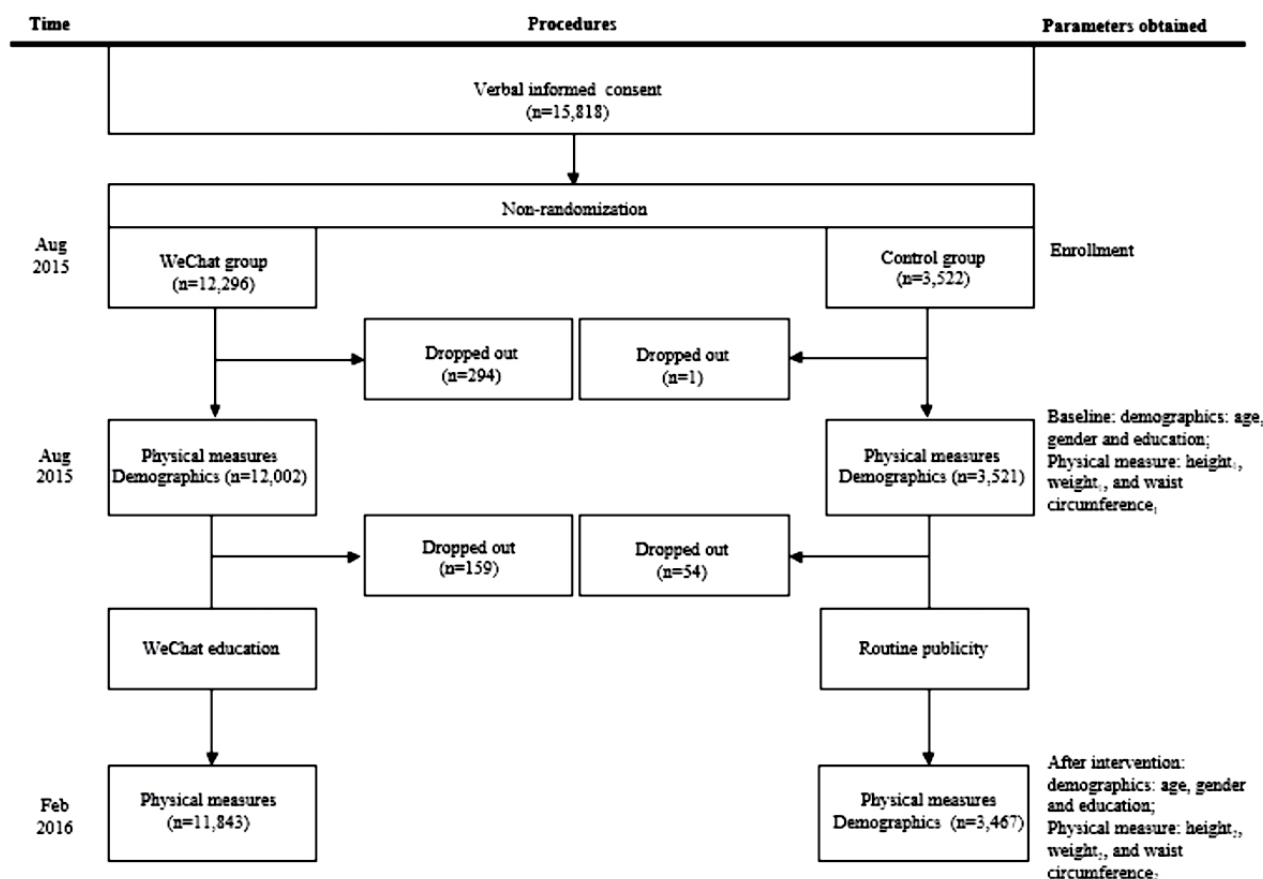 Time Procedures Parameters obtained
Verbal informed consent
(n=15,818)
Non-randomization
Aug
2015
WeChat group
(n=12,296)
Control group
(n=3,522)
Enrollment
Dropped out
(n=294)
Dropped out
(n=1)
Aug
2015
Physical measures
Demographics (n=12,002)
Physical measures
Demographics (n=3,521)
Baseline: demographics: age,
gender and education;
Physical measure: height₁,
weight₁, and waist
circumference₁
Dropped out
(n=159)
Dropped out
(n=54)
WeChat education
Routine publicity
Feb
2016
Physical measures
(n=11,843)
Physical measures
Demographics (n=3,467)
After intervention:
demographics: age, gender
and education;
Physical measure: height₂,
weight₂, and waist
circumference₂